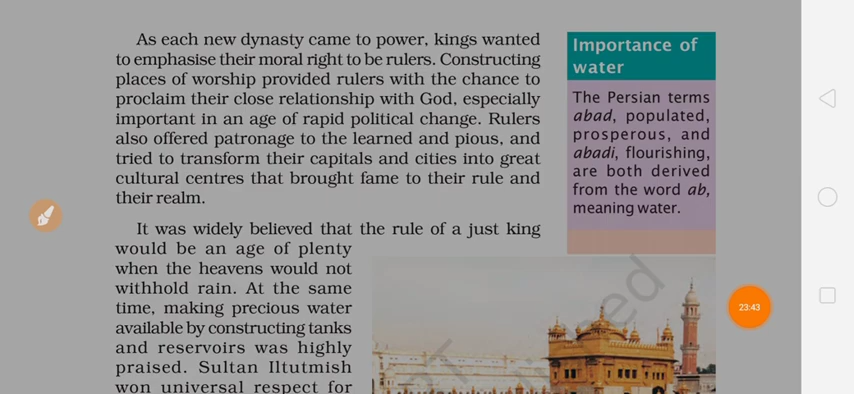 As each new dynasty came to power, kings wanted
to emphasise their moral right to be rulers. Constructing
places of worship provided rulers with the chance to
proclaim their close relationship with God, especially
important in an age of rapid political change. Rulers
also offered patronage to the learned and pious, and
tried to transform their capitals and cities into great
cultural centres that brought fame to their rule and
their realm.
It was widely believed that the rule of a just king
would be an age of plenty
when the heavens would not
withhold rain. At the same
time, making precious water
available by constructing tanks
and reservoirs was highly
praised. Sultan Iltutmish
won universal respect for
Importance of
water
The Persian terms
abad, populated,
prosperous, and
abadi, flourishing,
are both derived
from the word ab,
meaning water.
23:43